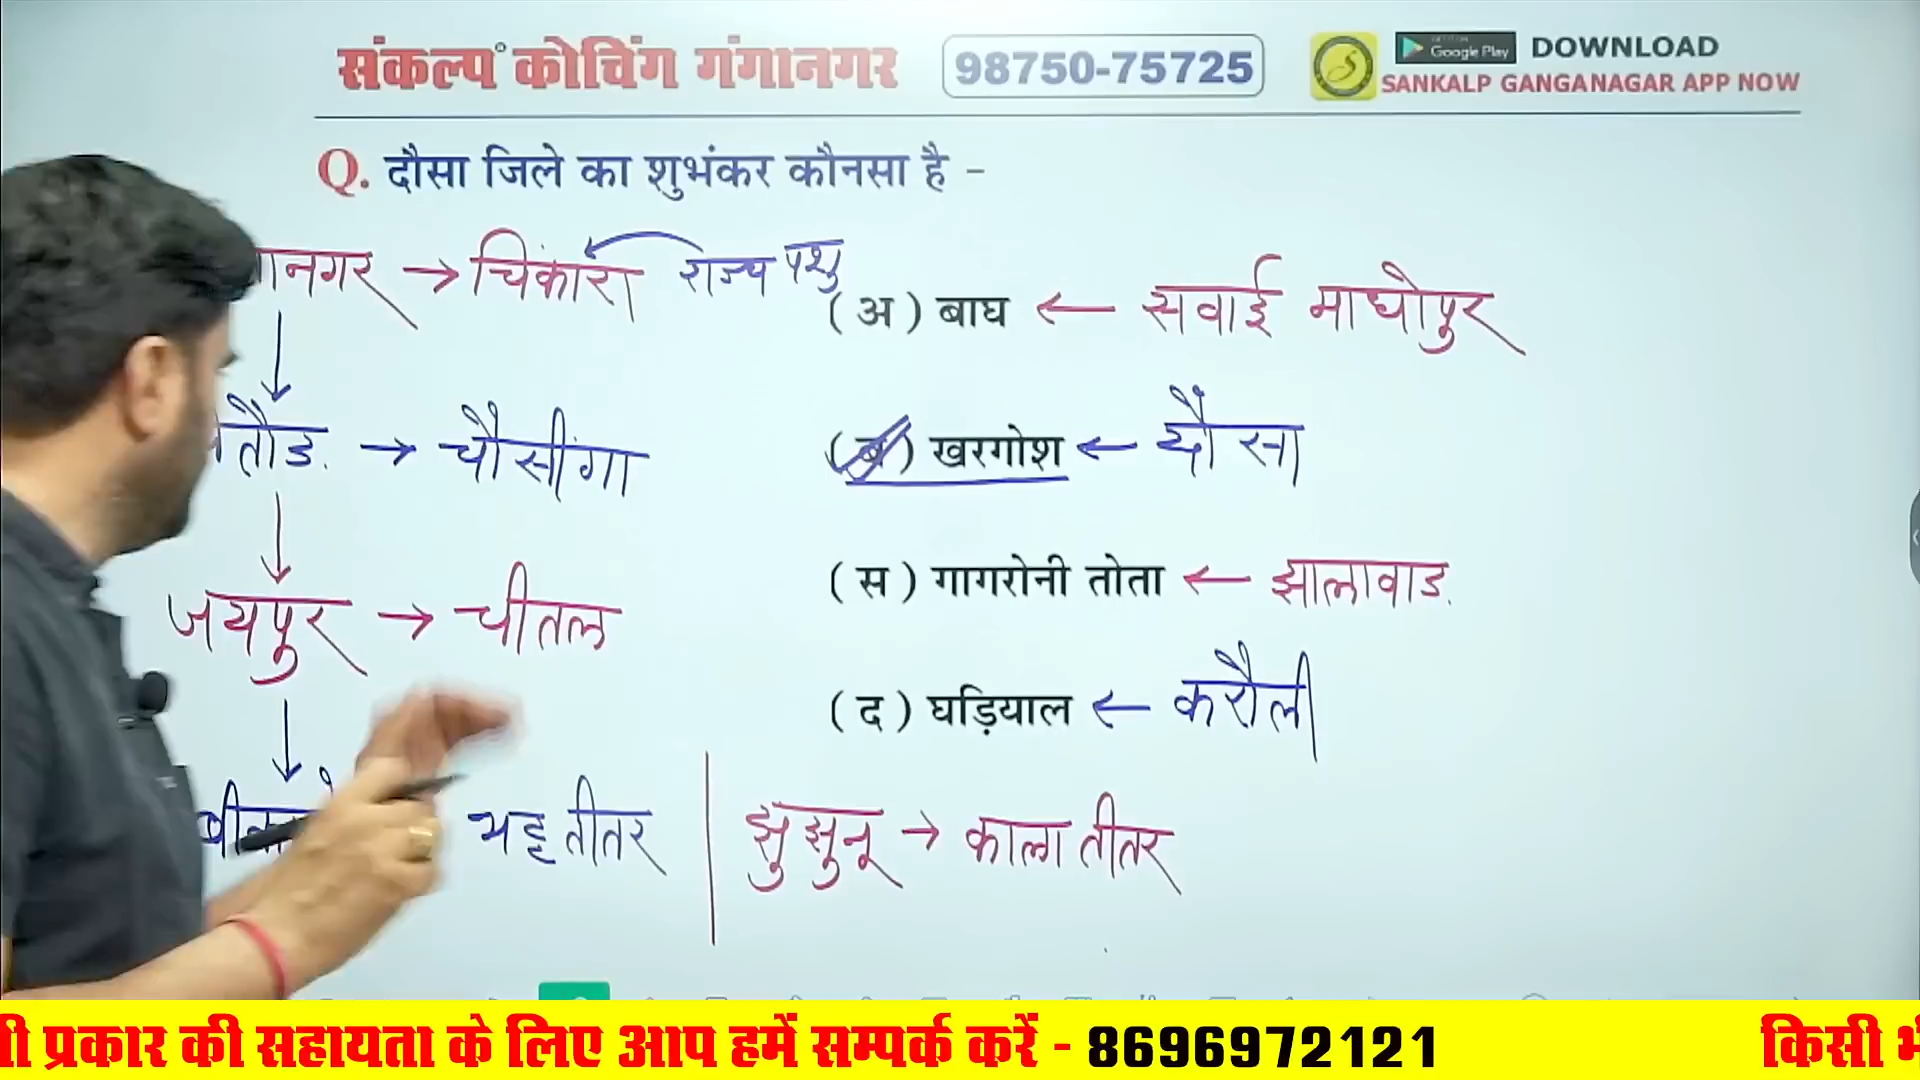 संकल्प कोचिंग गंगानगर
98750-75725
Google Play
DOWNLOAD
SANKALP GANGANAGAR APP NOW
Q. दौसा जिले का शुभंकर कौनसा है -
गानगर → चिंकारा राज्य पशु
(अ) बाघ ← सवाई माधोपुर
तौड. → चौसींगा
(ब) खरगोश ← दौसा
(स) गागरोनी तोता ← झालावाड.
जयपुर → चीतल
(द) घड़ियाल ← करौली
भट्ट तीतर
झुझुनू → काला तीतर
ी प्रकार की सहायता के लिए आप हमें सम्पर्क करें - 8696972121
किसी भ